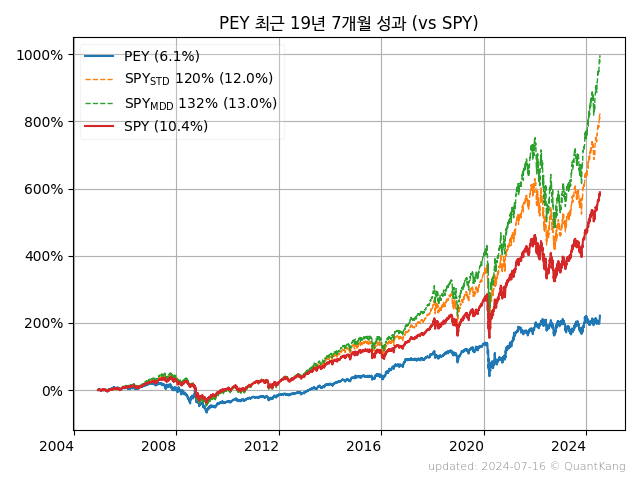 PEY 최근 19년 7개월 성과 (vs SPY)
1000%
800%
600%
400%
200%
0%
PEY (6.1%)
SPY_STD 120% (12.0%)
SPY_MDD 132% (13.0%)
SPY (10.4%)
2004 2008 2012 2016 2020 2024
updated: 2024-07-16 © QuantKang